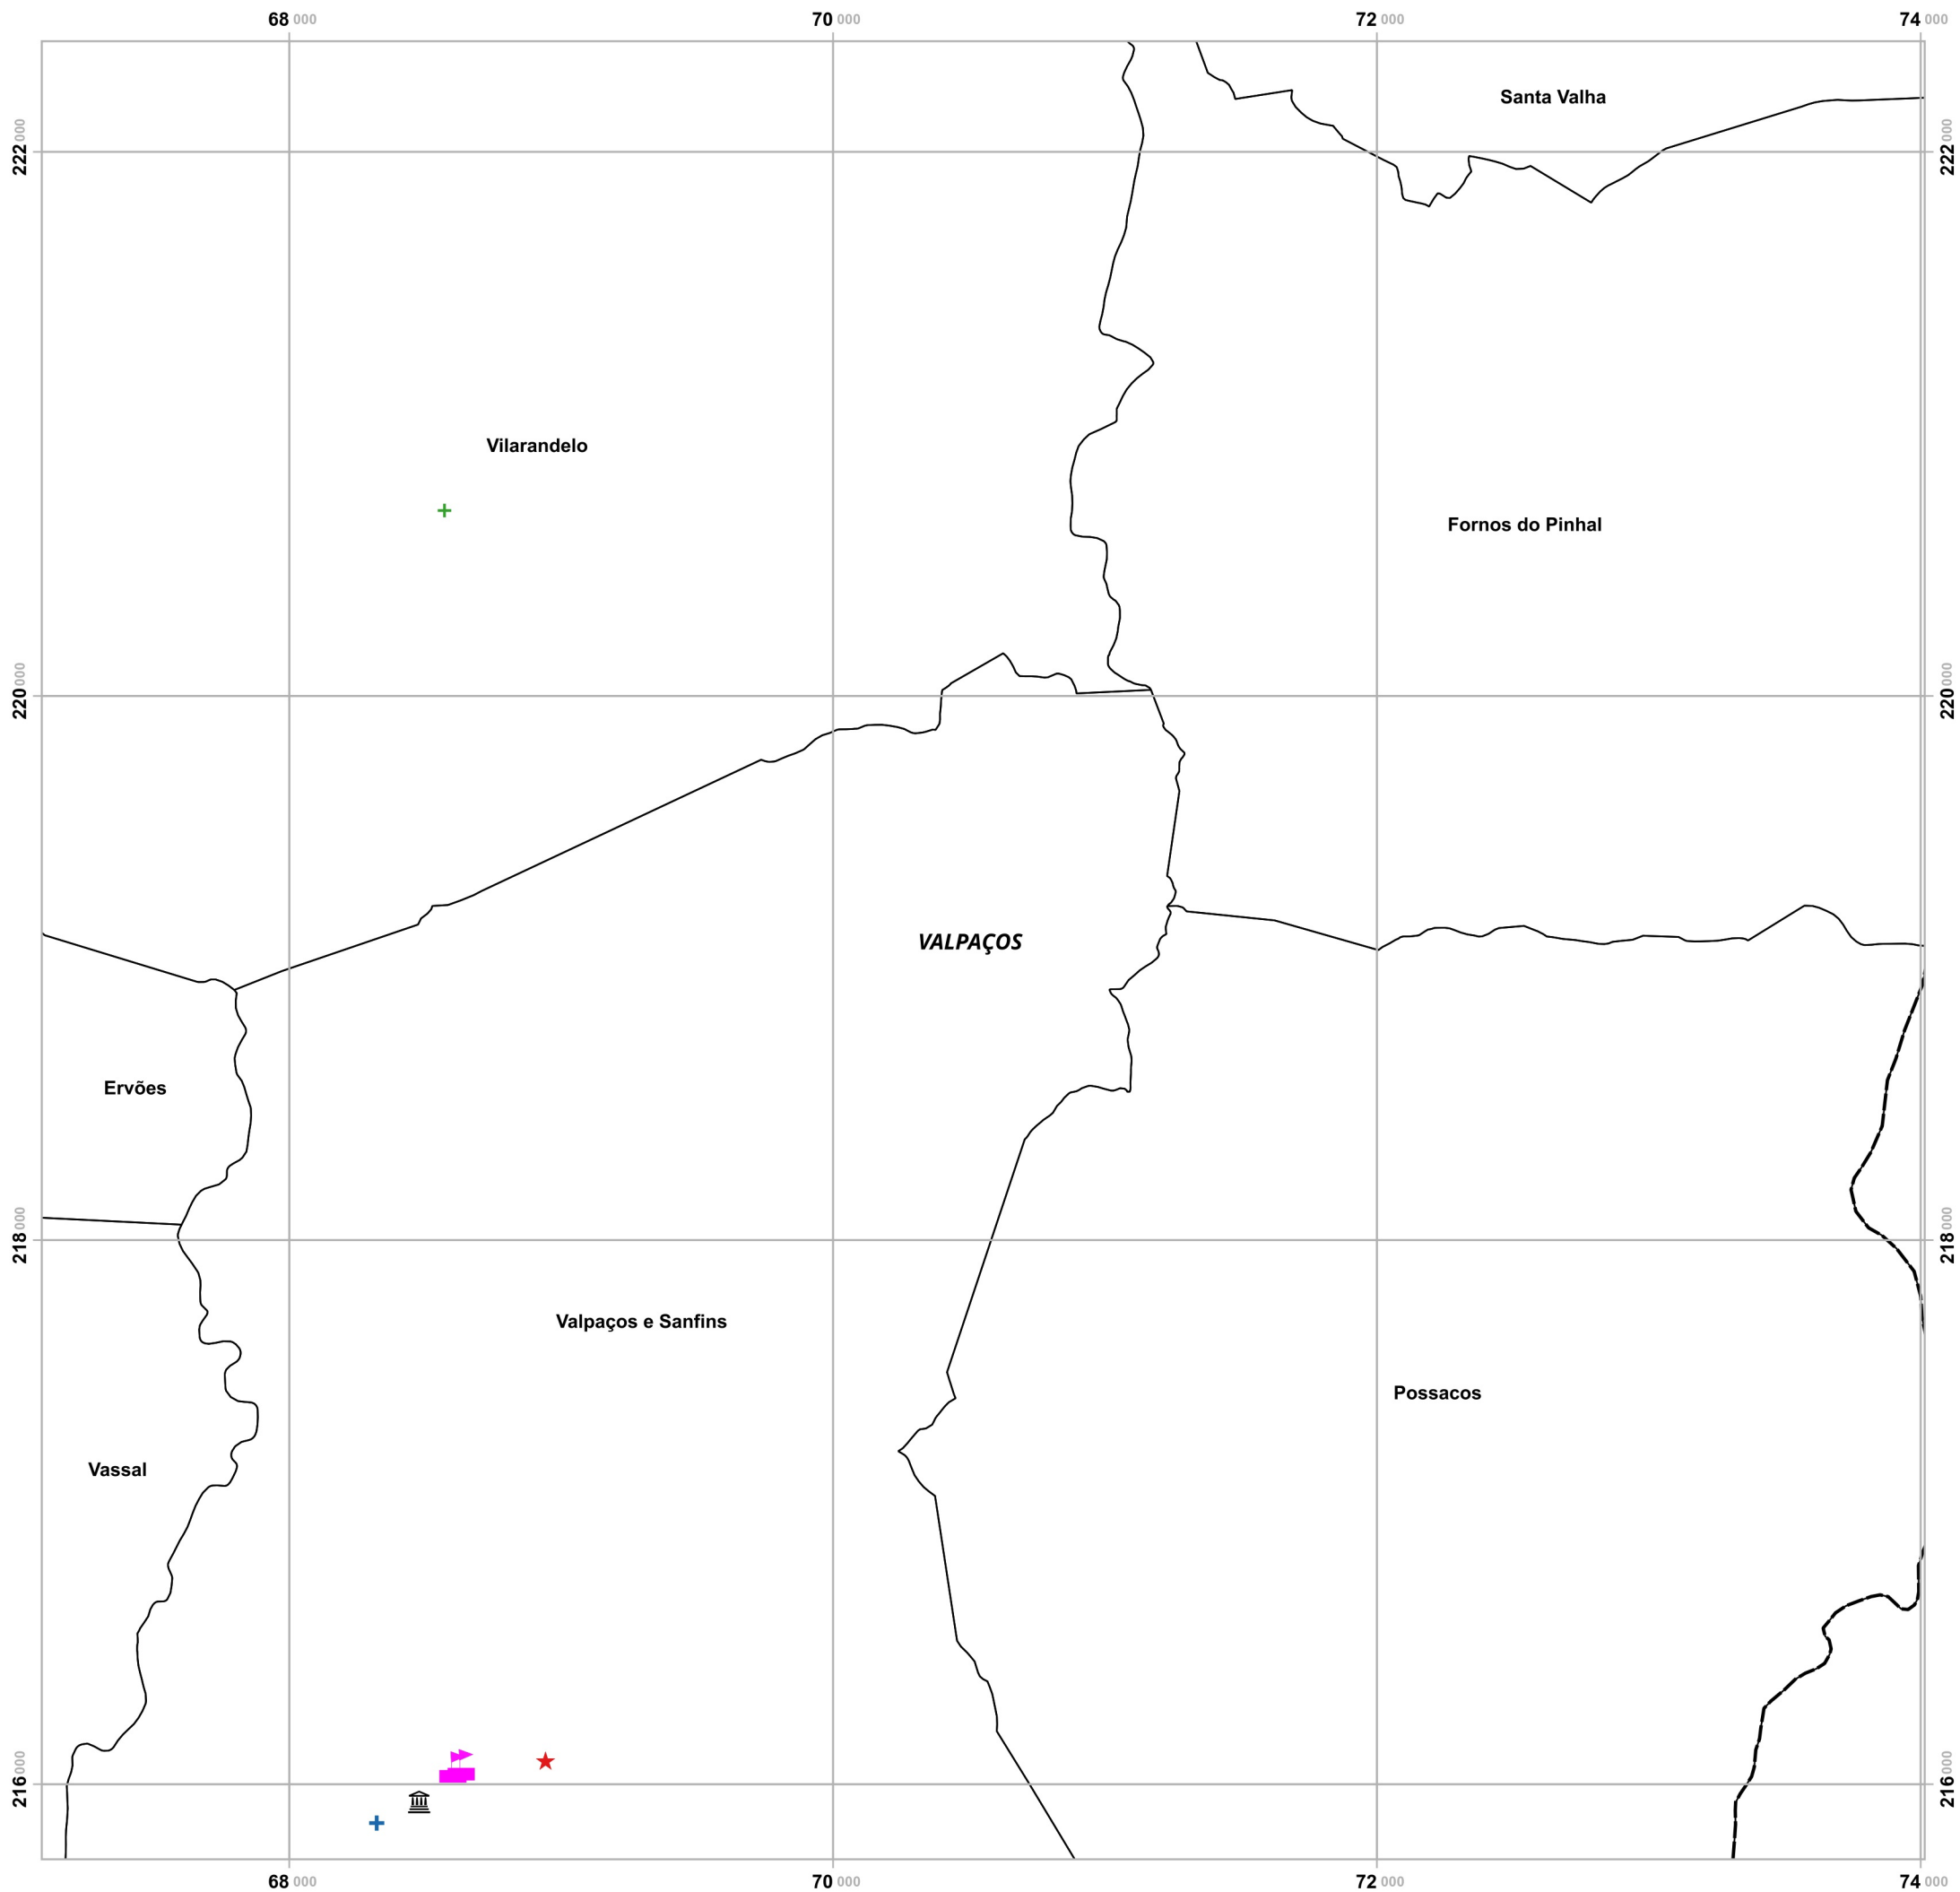 68 000 70 000 72 000 74 000
Santa Valha
222 000 222 000
Vilarandelo
Fornos do Pinhal
220 000 220 000
VALPAÇOS
Ervões
218 000 218 000
Valpaços e Sanfins
Possacos
Vassal
216 000 216 000
68 000 70 000 72 000 74 000